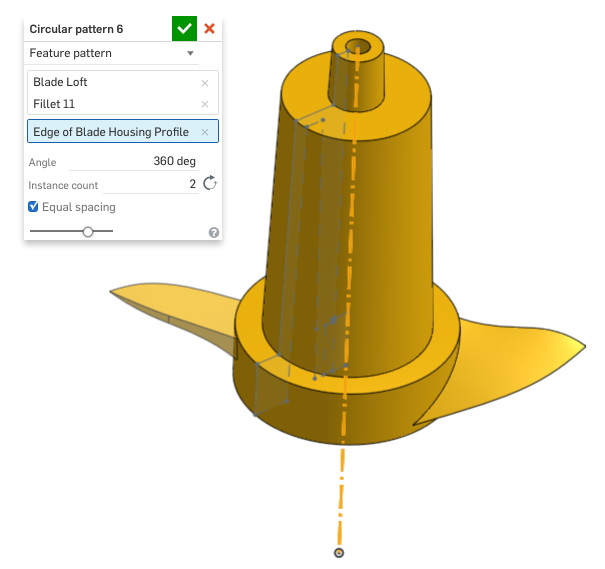 Circular pattern 6
Feature pattern
Blade Loft
Fillet 11
Edge of Blade Housing Profile
Angle 360 deg
Instance count 2
Equal spacing
?